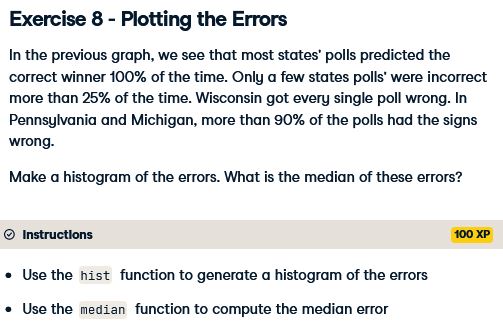 Exercise 8 - Plotting the Errors
In the previous graph, we see that most states' polls predicted the
correct winner 100% of the time. Only a few states polls' were incorrect
more than 25% of the time. Wisconsin got every single poll wrong. In
Pennsylvania and Michigan, more than 90% of the polls had the signs
wrong.
Make a histogram of the errors. What is the median of these errors?
Instructions 100 XP
• Use the hist function to generate a histogram of the errors
• Use the median function to compute the median error